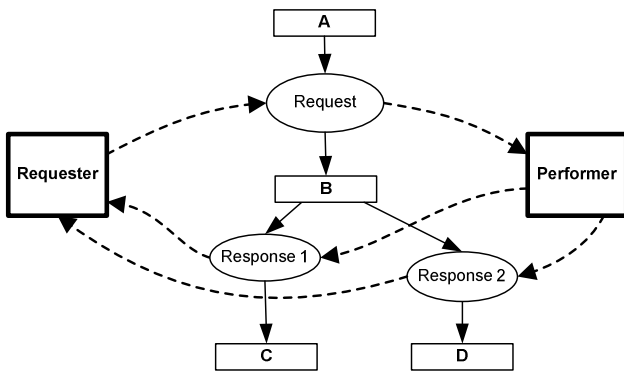 A
Request
Requester
Performer
B
Response 1
Response 2
C
D